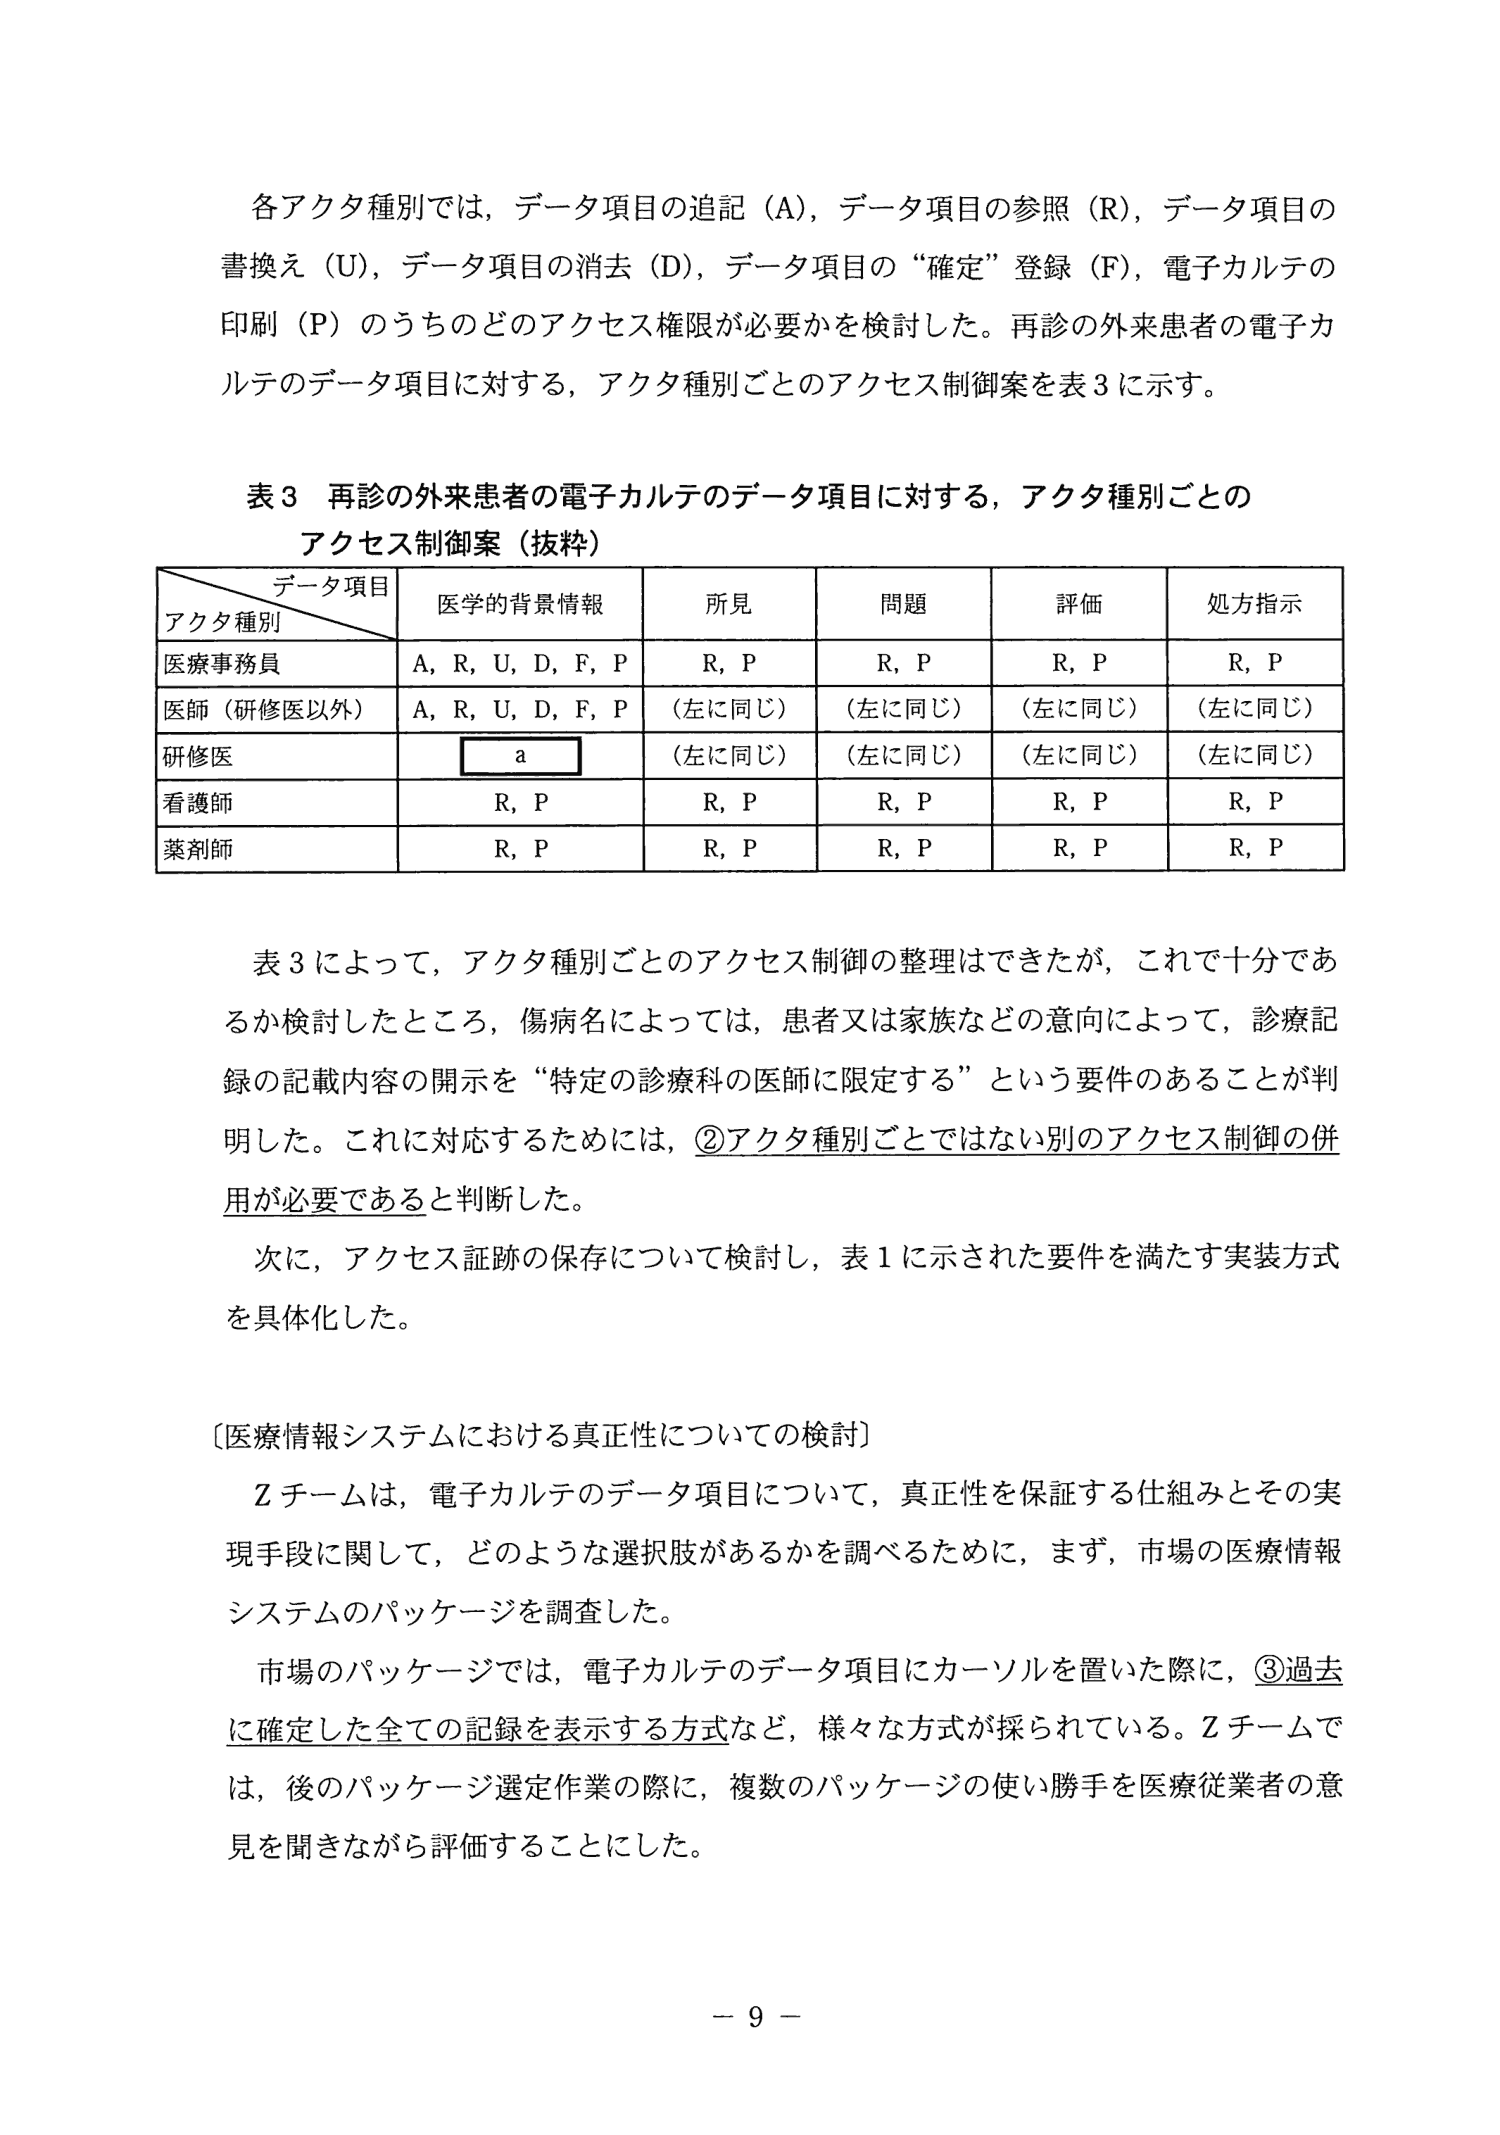 各アクタ種別では，データ項目の追記（A），データ項目の参照（R），データ項目の
書換え（U），データ項目の消去（D），データ項目の“確定”登録（F），電子カルテの
印刷（P）のうちのどのアクセス権限が必要かを検討した。再診の外来患者の電子カ
ルテのデータ項目に対する，アクタ種別ごとのアクセス制御案を表3に示す。
表3　再診の外来患者の電子カルテのデータ項目に対する，アクタ種別ごとの
アクセス制御案（抜粋）
データ項目
アクタ種別　医学的背景情報　所見　問題　評価　処方指示
医療事務員　A，R，U，D，F，P　R，P　R，P　R，P　R，P
医師（研修医以外）　A，R，U，D，F，P　（左に同じ）　（左に同じ）　（左に同じ）　（左に同じ）
研修医　a　（左に同じ）　（左に同じ）　（左に同じ）　（左に同じ）
看護師　R，P　R，P　R，P　R，P　R，P
薬剤師　R，P　R，P　R，P　R，P　R，P
表3によって，アクタ種別ごとのアクセス制御の整理はできたが，これで十分であ
るか検討したところ，傷病名によっては，患者又は家族などの意向によって，診療記
録の記載内容の開示を“特定の診療科の医師に限定する”という要件のあることが判
明した。これに対応するためには，②アクタ種別ごとではない別のアクセス制御の併
用が必要であると判断した。
次に，アクセス証跡の保存について検討し，表1に示された要件を満たす実装方式
を具体化した。
〔医療情報システムにおける真正性についての検討〕
Zチームは，電子カルテのデータ項目について，真正性を保証する仕組みとその実
現手段に関して，どのような選択肢があるかを調べるために，まず，市場の医療情報
システムのパッケージを調査した。
市場のパッケージでは，電子カルテのデータ項目にカーソルを置いた際に，③過去
に確定した全ての記録を表示する方式など，様々な方式が採られている。Zチームで
は，後のパッケージ選定作業の際に，複数のパッケージの使い勝手を医療従業者の意
見を聞きながら評価することにした。
－ 9 －